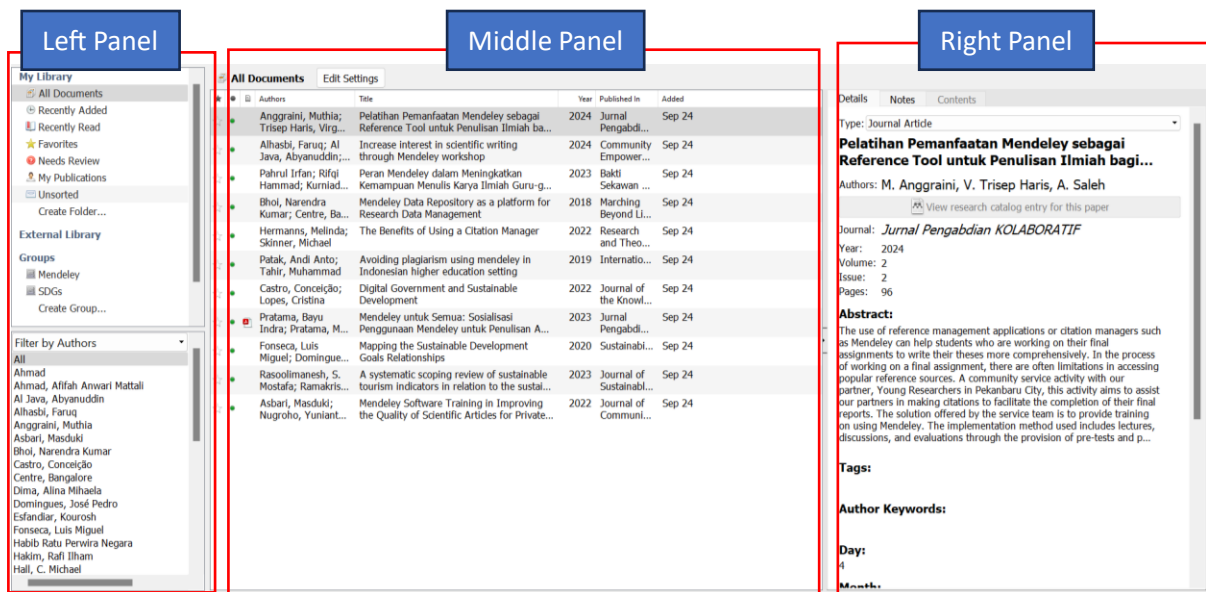 Left Panel
Middle Panel
Right Panel
My Library
All Documents
Recently Added
Recently Read
Favorites
Needs Review
My Publications
Unsorted
Create Folder...
External Library
Groups
Mendeley
SDGs
Create Group...
Filter by Authors
All
Ahmad
Ahmad, Afifah Anwari Mattali
Al Java, Abyanuddin
Alhasbi, Faruq
Anggraini, Muthia
Asbari, Masduki
Bhoi, Narendra Kumar
Castro, Conceição
Centre, Bangalore
Dima, Alina Mihaela
Domingues, José Pedro
Esfandiar, Kourosh
Fonseca, Luis Miguel
Habib Ratu Perwira Negara
Hakim, Rafi Ilham
Hall, C. Michael
All Documents Edit Settings
Authors Title Year Published In Added
Anggraini, Muthia; Pelatihan Pemanfaatan Mendeley sebagai 2024 Jurnal Sep 24
Trisep Haris, Virg... Reference Tool untuk Penulisan Ilmiah ba... Pengabdi...
Alhasbi, Faruq; Al Increase interest in scientific writing 2024 Community Sep 24
Java, Abyanuddin;... through Mendeley workshop Empower...
Pahrul Irfan; Rifqi Peran Mendeley dalam Meningkatkan 2023 Bakti Sep 24
Hammad; Kurniad... Kemampuan Menulis Karya Ilmiah Guru-g... Sekawan ...
Bhoi, Narendra Mendeley Data Repository as a platform for 2018 Marching Sep 24
Kumar; Centre, Ba... Research Data Management Beyond Li...
Hermanns, Melinda; The Benefits of Using a Citation Manager 2022 Research Sep 24
Skinner, Michael and Theo...
Patak, Andi Anto; Avoiding plagiarism using mendeley in 2019 Internatio... Sep 24
Tahir, Muhammad Indonesian higher education setting
Castro, Conceição; Digital Government and Sustainable 2022 Journal of Sep 24
Lopes, Cristina Development the Knowl...
Pratama, Bayu Mendeley untuk Semua: Sosialisasi 2023 Jurnal Sep 24
Indra; Pratama, M... Penggunaan Mendeley untuk Penulisan A... Pengabdi...
Fonseca, Luis Mapping the Sustainable Development 2020 Sustainabi... Sep 24
Miguel; Domingue... Goals Relationships
Rasoolimanesh, S. A systematic scoping review of sustainable 2023 Journal of Sep 24
Mostafa; Ramakris... tourism indicators in relation to the sustai... Sustainabl...
Asbari, Masduki; Mendeley Software Training in Improving 2022 Journal of Sep 24
Nugroho, Yuniant... the Quality of Scientific Articles for Private... Communi...
Details Notes Contents
Type: Journal Article
Pelatihan Pemanfaatan Mendeley sebagai
Reference Tool untuk Penulisan Ilmiah bagi...
Authors: M. Anggraini, V. Trisep Haris, A. Saleh
View research catalog entry for this paper
Journal: Jurnal Pengabdian KOLABORATIF
Year: 2024
Volume: 2
Issue: 2
Pages: 96
Abstract:
The use of reference management applications or citation managers such
as Mendeley can help students who are working on their final
assignments to write their theses more comprehensively. In the process
of working on a final assignment, there are often limitations in accessing
popular reference sources. A community service activity with our
partner, Young Researchers in Pekanbaru City, this activity aims to assist
our partners in making citations to facilitate the completion of their final
reports. The solution offered by the service team is to provide training
on using Mendeley. The implementation method used includes lectures,
discussions, and evaluations through the provision of pre-tests and p...
Tags:
Author Keywords:
Day:
4
Month: